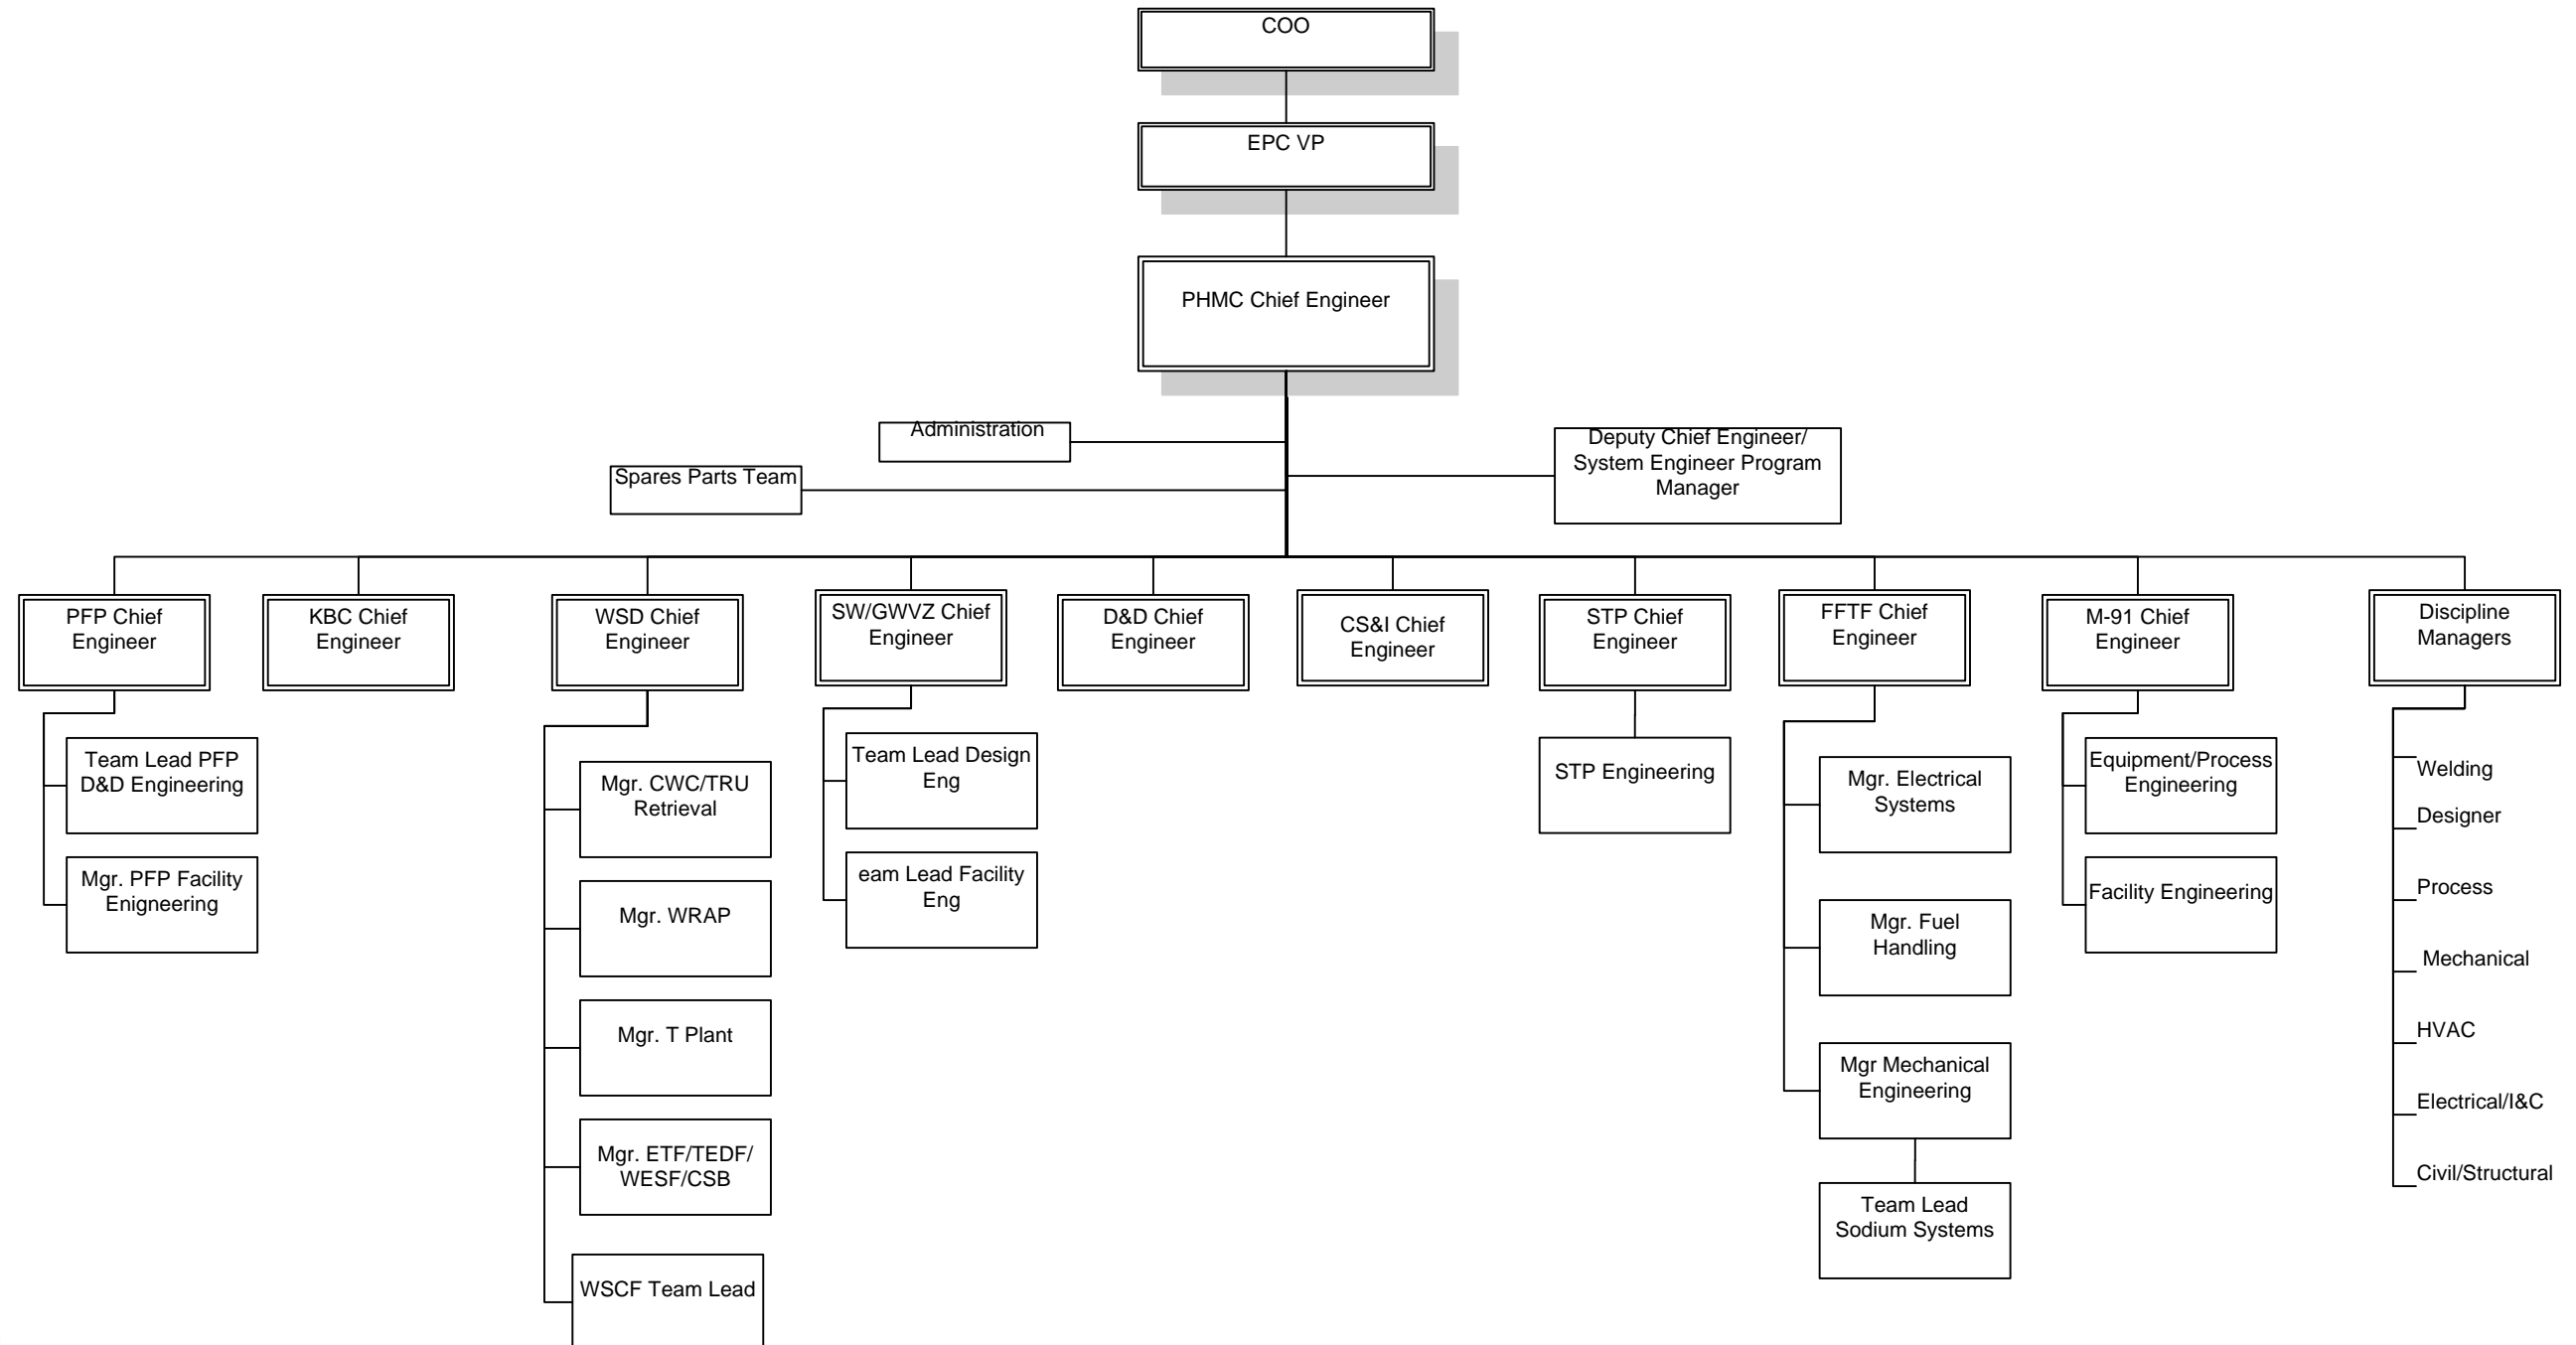 COO
EPC VP
PHMC Chief Engineer
Administration
Deputy Chief Engineer/
System Engineer Program
Manager
Spares Parts Team
PFP Chief
Engineer
KBC Chief
Engineer
WSD Chief
Engineer
SW/GWVZ Chief
Engineer
D&D Chief
Engineer
CS&I Chief
Engineer
STP Chief
Engineer
FFTF Chief
Engineer
M-91 Chief
Engineer
Discipline
Managers
Team Lead PFP
D&D Engineering
Mgr. PFP Facility
Enigneering
Mgr. CWC/TRU
Retrieval
Mgr. WRAP
Mgr. T Plant
Mgr. ETF/TEDF/
WESF/CSB
WSCF Team Lead
Team Lead Design
Eng
eam Lead Facility
Eng
STP Engineering
Mgr. Electrical
Systems
Mgr. Fuel
Handling
Mgr Mechanical
Engineering
Team Lead
Sodium Systems
Equipment/Process
Engineering
Facility Engineering
Welding
Designer
Process
Mechanical
HVAC
Electrical/I&C
Civil/Structural